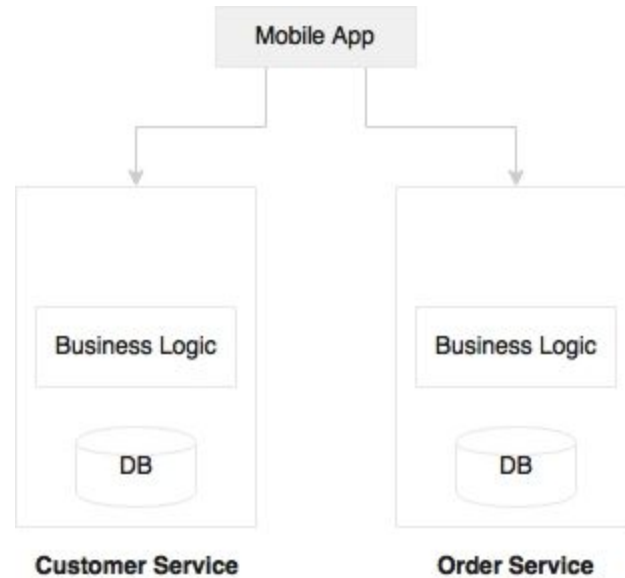 Mobile App
Business Logic
Business Logic
DB
DB
Customer Service
Order Service